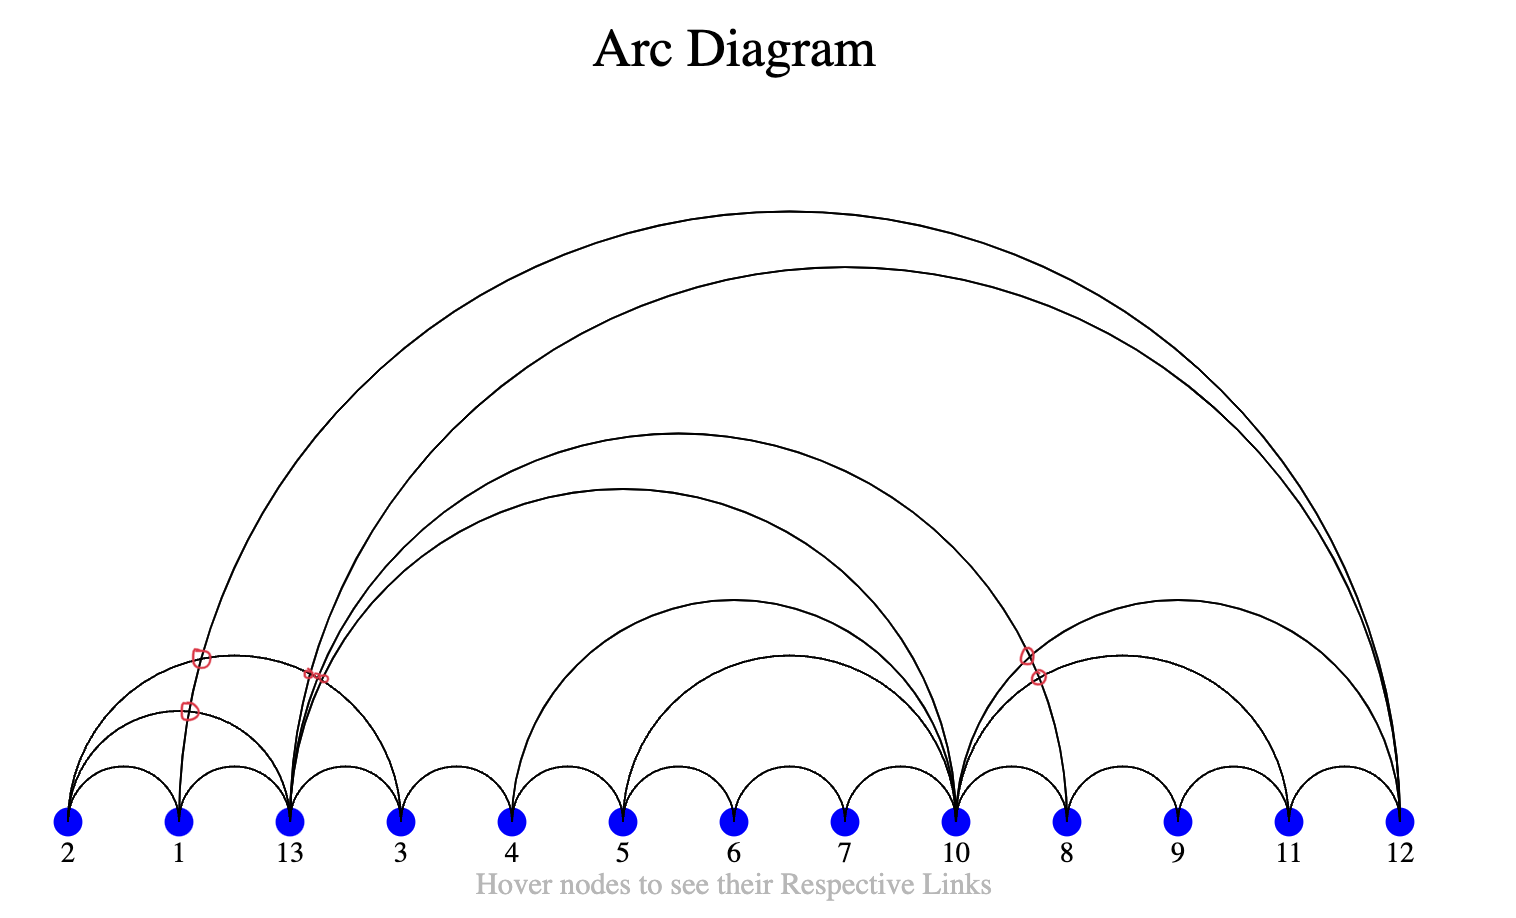 Arc Diagram
2 1 13 3 4 5 6 7 10 8 9 11 12
Hover nodes to see their Respective Links